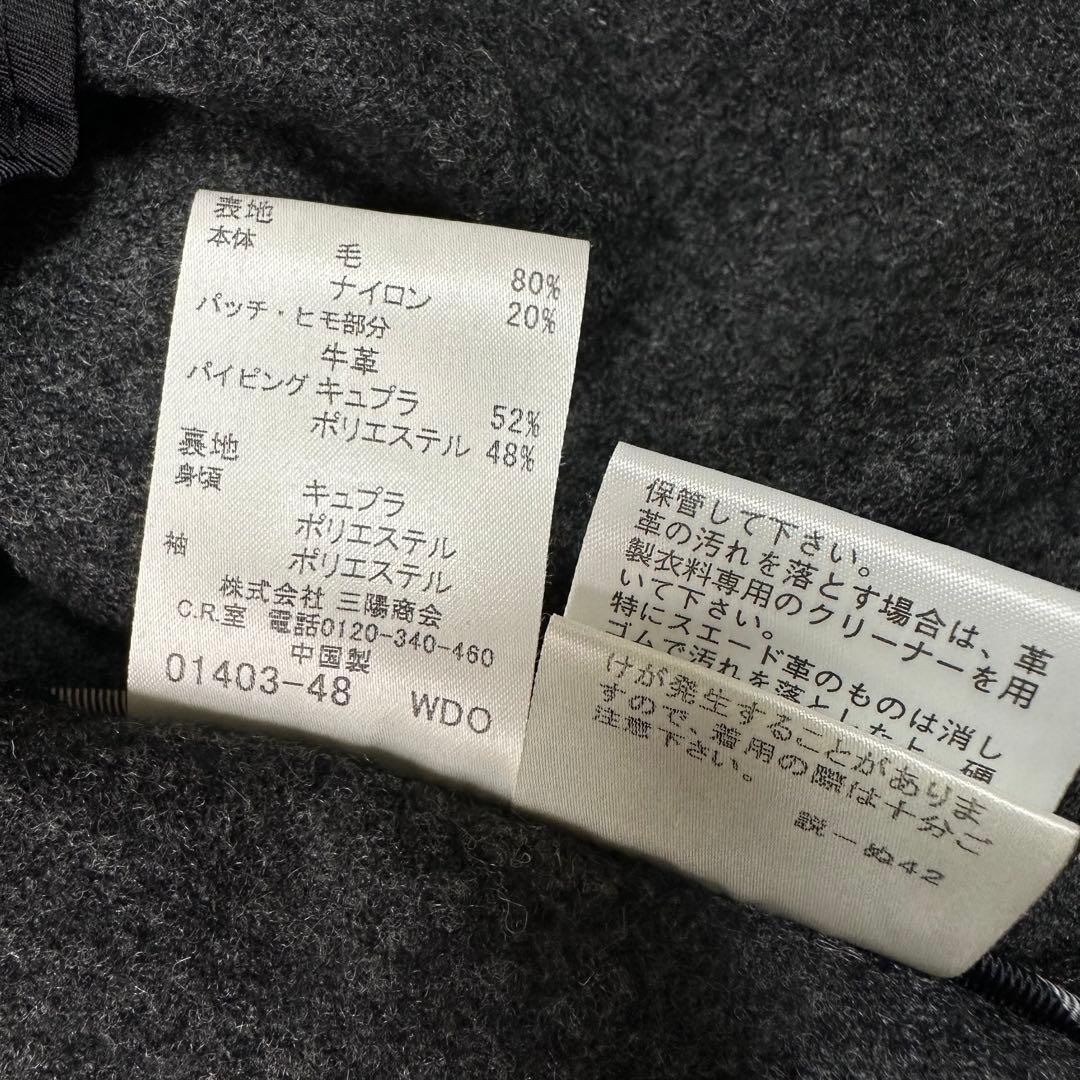 表地
本体
毛 80%
ナイロン 20%
パッチ・ヒモ部分
牛革
パイピング キュプラ 52%
ポリエステル 48%
裏地
身頃
キュプラ
ポリエステル
袖 ポリエステル
株式会社 三陽商会
C.R.室 電話0120-340-460
中国製
01403-48 WDO
保管して下さい。
革の汚れを落とす場合は、革
製衣料専用のクリーナーを用
いて下さい。
特にスエード革のものは消し
ゴムで汚れを落とした上、硬
けが発生することがありま
すので、着用の際は十分ご
注意下さい。
説－ぬ42